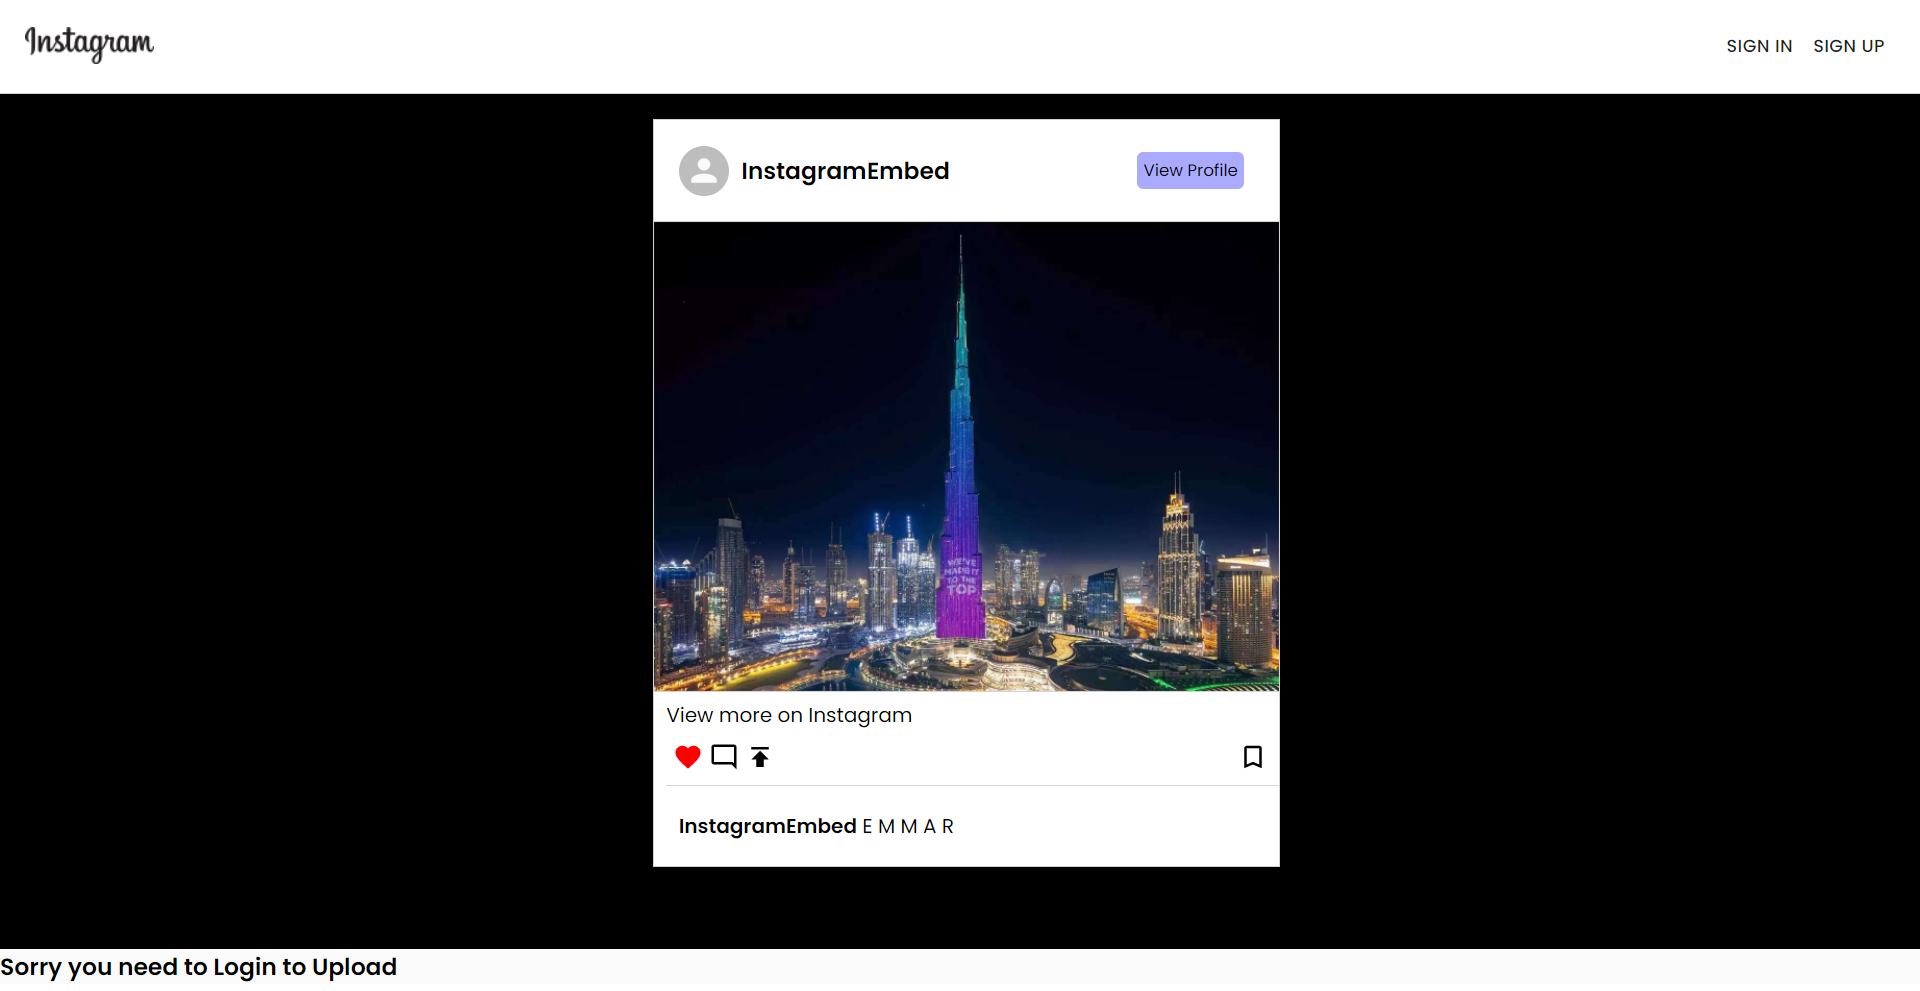 Instagram
SIGN IN SIGN UP
InstagramEmbed
View Profile
WE'VE
MADE IT
TO THE
TOP
View more on Instagram
InstagramEmbed E M M A R
Sorry you need to Login to Upload